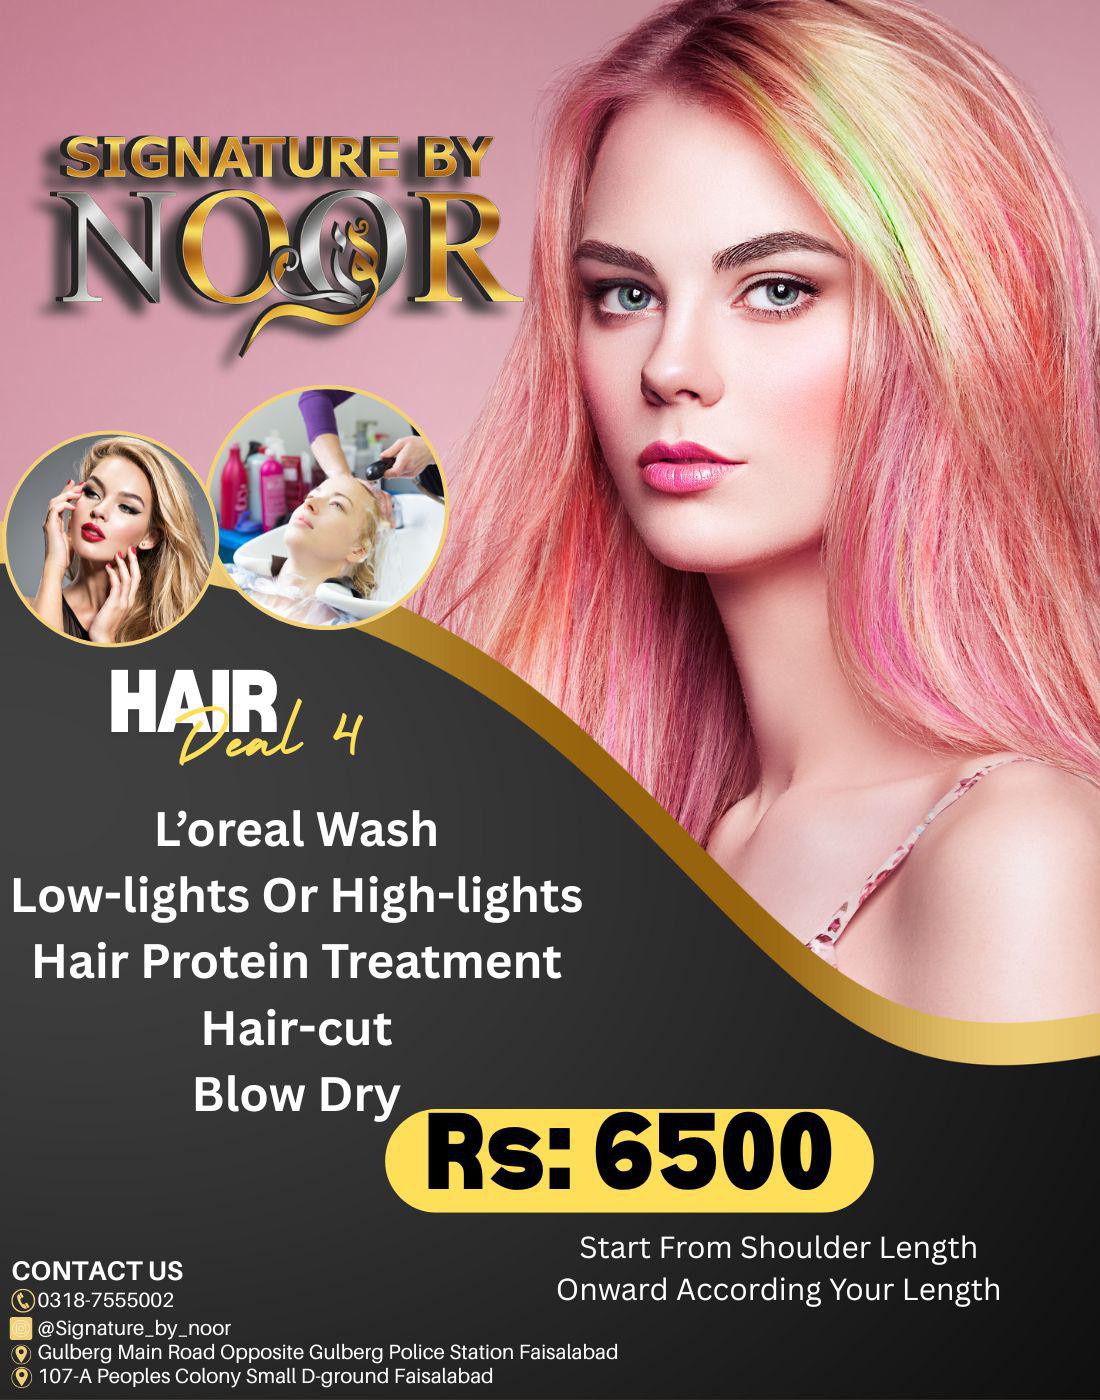 SIGNATURE BY
NOOR
HAIR
Deal 4
L'oreal Wash
Low-lights Or High-lights
Hair Protein Treatment
Hair-cut
Blow Dry
Rs: 6500
Start From Shoulder Length
Onward According Your Length
CONTACT US
0318-7555002
@Signature_by_noor
Gulberg Main Road Opposite Gulberg Police Station Faisalabad
107-A Peoples Colony Small D-ground Faisalabad